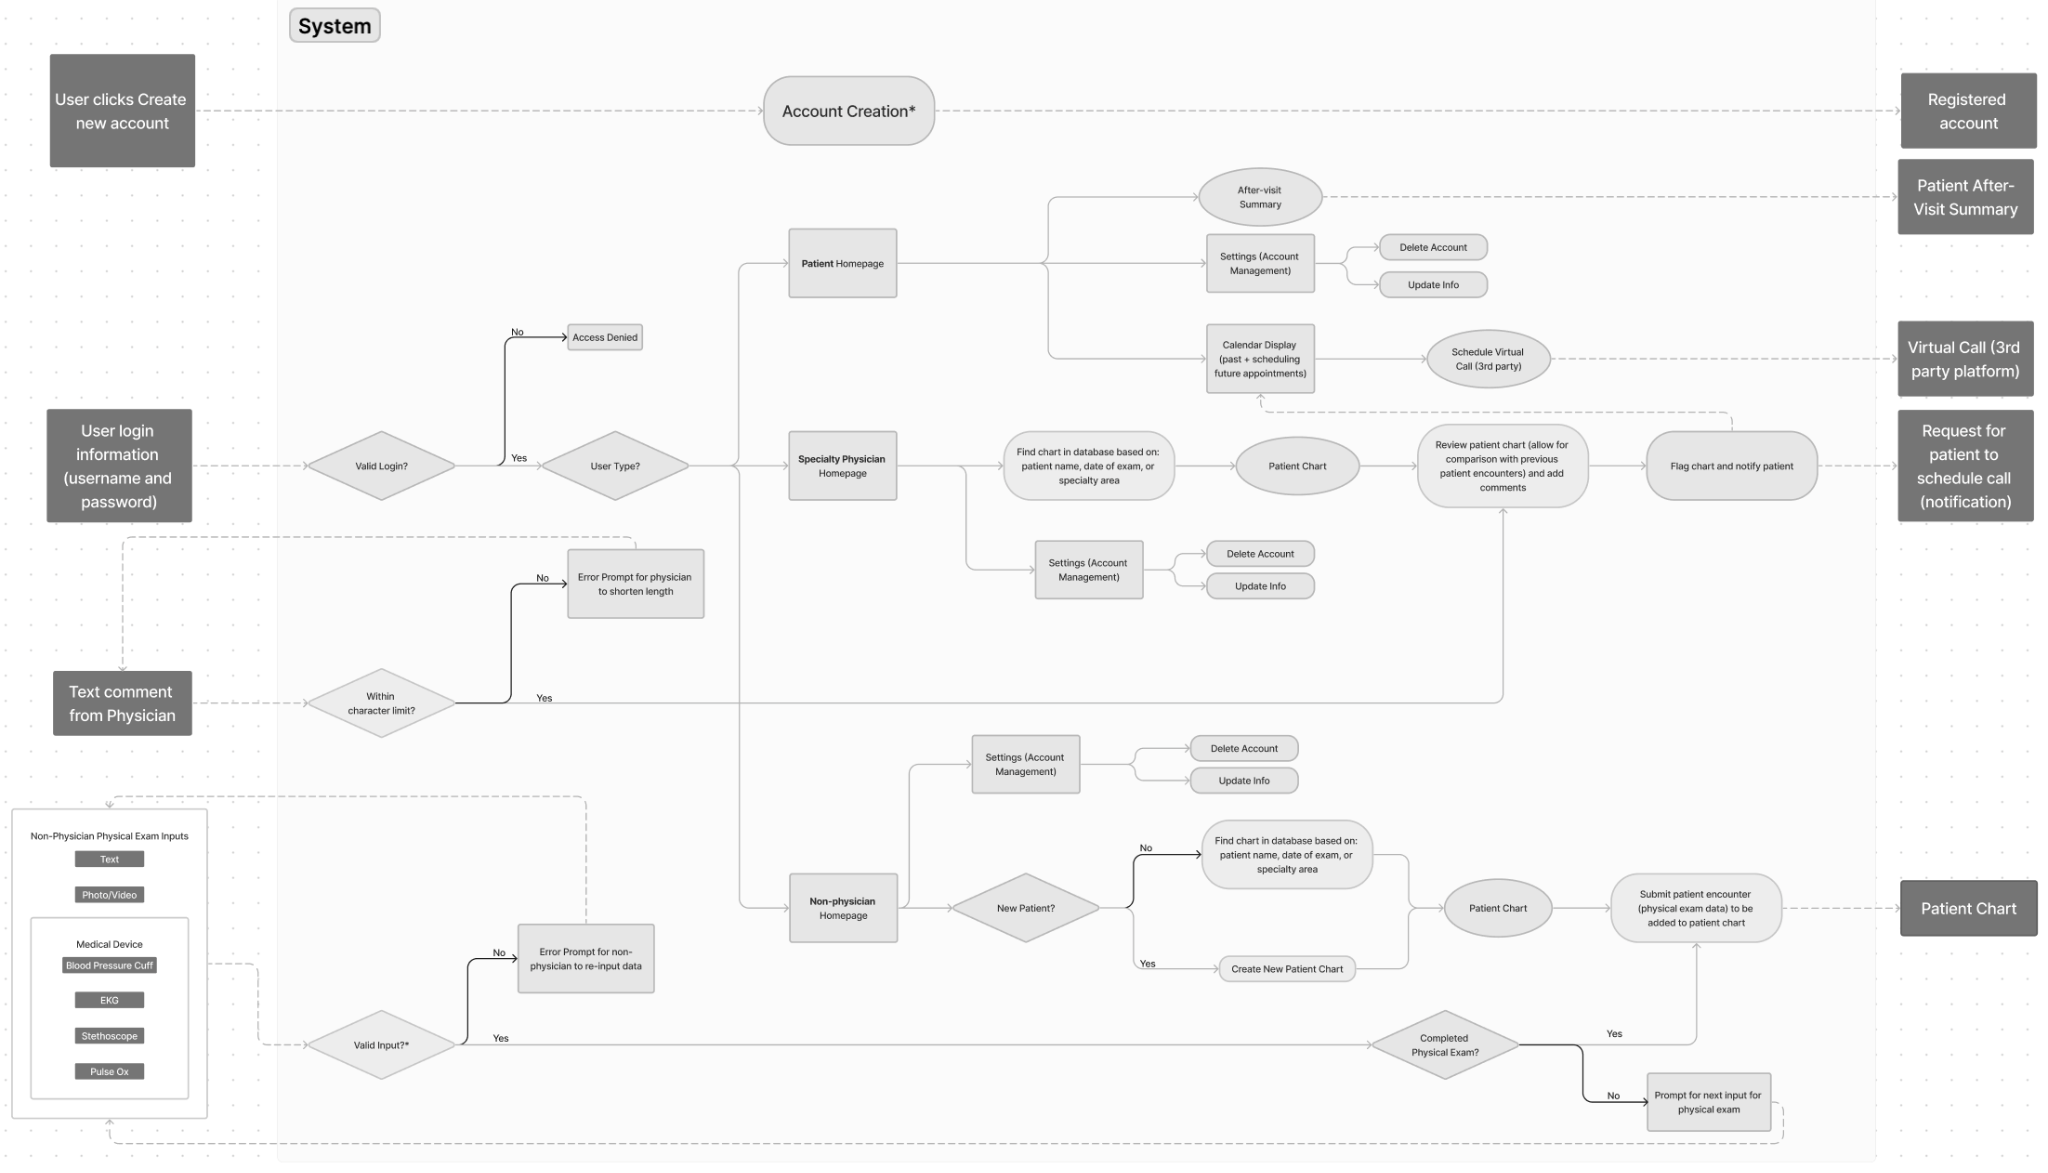 System
User clicks Create
new account
Account Creation*
Registered
account
After-visit
Summary
Patient After-
Visit Summary
Patient Homepage
Settings (Account
Management)
Delete Account
Update Info
No
Access Denied
Calendar Display
(past + scheduling
future appointments)
Schedule Virtual
Call (3rd party)
Virtual Call (3rd
party platform)
User login
information
(username and
password)
Valid Login?
Yes
User Type?
Specialty Physician
Homepage
Find chart in database based on:
patient name, date of exam, or
specialty area
Patient Chart
Review patient chart (allow for
comparison with previous
patient encounters) and add
comments
Flag chart and notify patient
Request for
patient to
schedule call
(notification)
No
Error Prompt for physician
to shorten length
Settings (Account
Management)
Delete Account
Update Info
Text comment
from Physician
Within
character limit?
Yes
Settings (Account
Management)
Delete Account
Update Info
Non-Physician Physical Exam Inputs
Text
Photo/Video
Medical Device
Blood Pressure Cuff
EKG
Stethoscope
Pulse Ox
Non-physician
Homepage
New Patient?
No
Find chart in database based on:
patient name, date of exam, or
specialty area
Yes
Create New Patient Chart
Patient Chart
Submit patient encounter
(physical exam data) to be
added to patient chart
Patient Chart
No
Error Prompt for non-
physician to re-input data
Valid Input?*
Yes
Completed
Physical Exam?
Yes
No
Prompt for next input for
physical exam